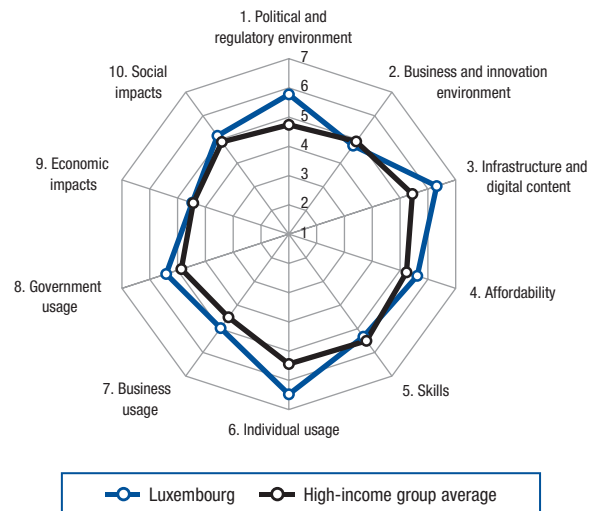 1. Political and
regulatory environment
10. Social
impacts
2. Business and innovation
environment
9. Economic
impacts
3. Infrastructure and
digital content
8. Government
usage
4. Affordability
7. Business
usage
5. Skills
6. Individual usage
7
6
5
4
3
2
1
Luxembourg
High-income group average